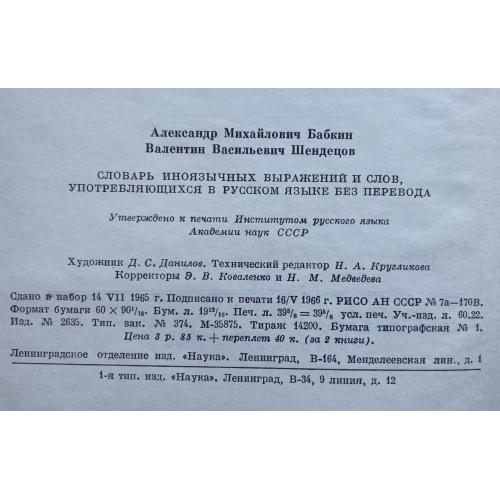 Александр Михайлович Бабкин
Валентин Васильевич Шендецов
СЛОВАРЬ ИНОЯЗЫЧНЫХ ВЫРАЖЕНИЙ И СЛОВ,
УПОТРЕБЛЯЮЩИХСЯ В РУССКОМ ЯЗЫКЕ БЕЗ ПЕРЕВОДА
Утверждено к печати Институтом русского языка
Академии наук СССР
Художник Д. С. Данилов. Технический редактор Н. А. Кругликова
Корректоры Э. В. Коваленко и Н. М. Медведева
Сдано в набор 14 VII 1965 г. Подписано к печати 16/V 1966 г. РИСО АН СССР № 7а—170В.
Формат бумаги 60 × 90¹/₁₆. Бум. л. 19¹³/₁₆. Печ. л. 39⁵/₈ = 39⁵/₈ усл. печ. Уч.-изд. л. 60.22.
Изд. № 2635. Тип. зак. № 374. М-35875. Тираж 14200. Бумага типографская № 1.
Цена 3 р. 85 к. + переплет 40 к. (за 2 книги).
Ленинградское отделение изд. «Наука». Ленинград, В-164, Менделеевская лин., д. 1
1-я тип. изд. «Наука». Ленинград, В-34, 9 линия, д. 12